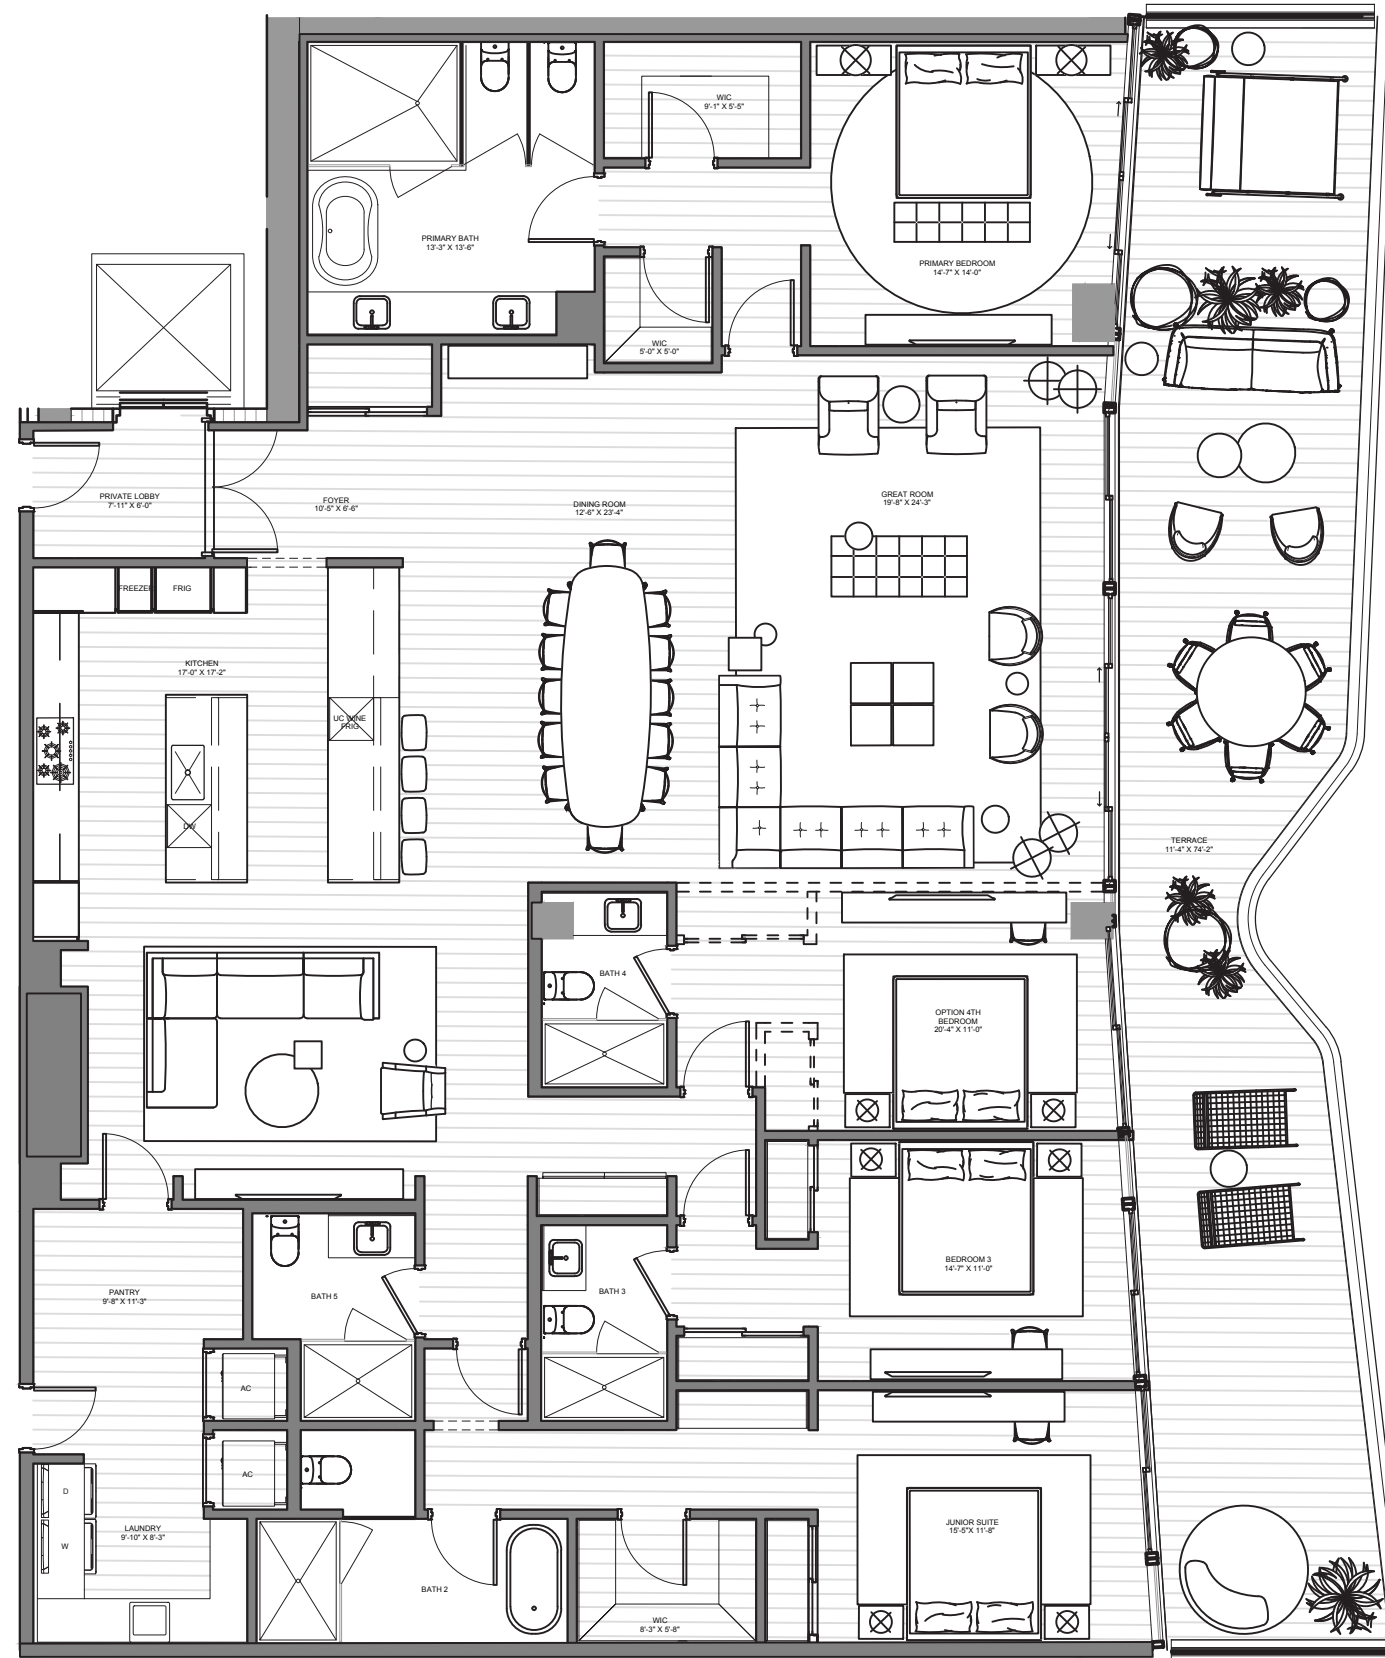 WIC
9'-1" X 5'-5"
PRIMARY BATH
13'-3" X 13'-6"
PRIMARY BEDROOM
14'-7" X 14'-0"
WIC
5'-0" X 5'-0"
PRIVATE LOBBY
7'-11" X 6'-0"
FOYER
10'-5" X 6'-6"
DINING ROOM
12'-6" X 23'-4"
GREAT ROOM
19'-8" X 24'-3"
FREEZER
FRIG
KITCHEN
17'-0" X 17'-2"
UC WINE
FRIG
DW
TERRACE
11'-4" X 74'-2"
BATH 4
OPTION 4TH
BEDROOM
20'-4" X 11'-0"
BEDROOM 3
14'-7" X 11'-0"
PANTRY
9'-8" X 11'-3"
BATH 5
BATH 3
AC
AC
D
W
LAUNDRY
9'-10" X 8'-3"
JUNIOR SUITE
15'-5"X 11'-8"
BATH 2
WIC
8'-3" X 5'-8"